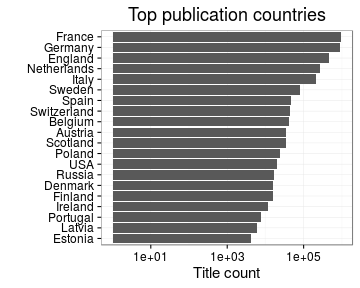 Top publication countries
France
Germany
England
Netherlands
Italy
Sweden
Spain
Switzerland
Belgium
Austria
Scotland
Poland
USA
Russia
Denmark
Finland
Ireland
Portugal
Latvia
Estonia
1e+01 1e+03 1e+05
Title count